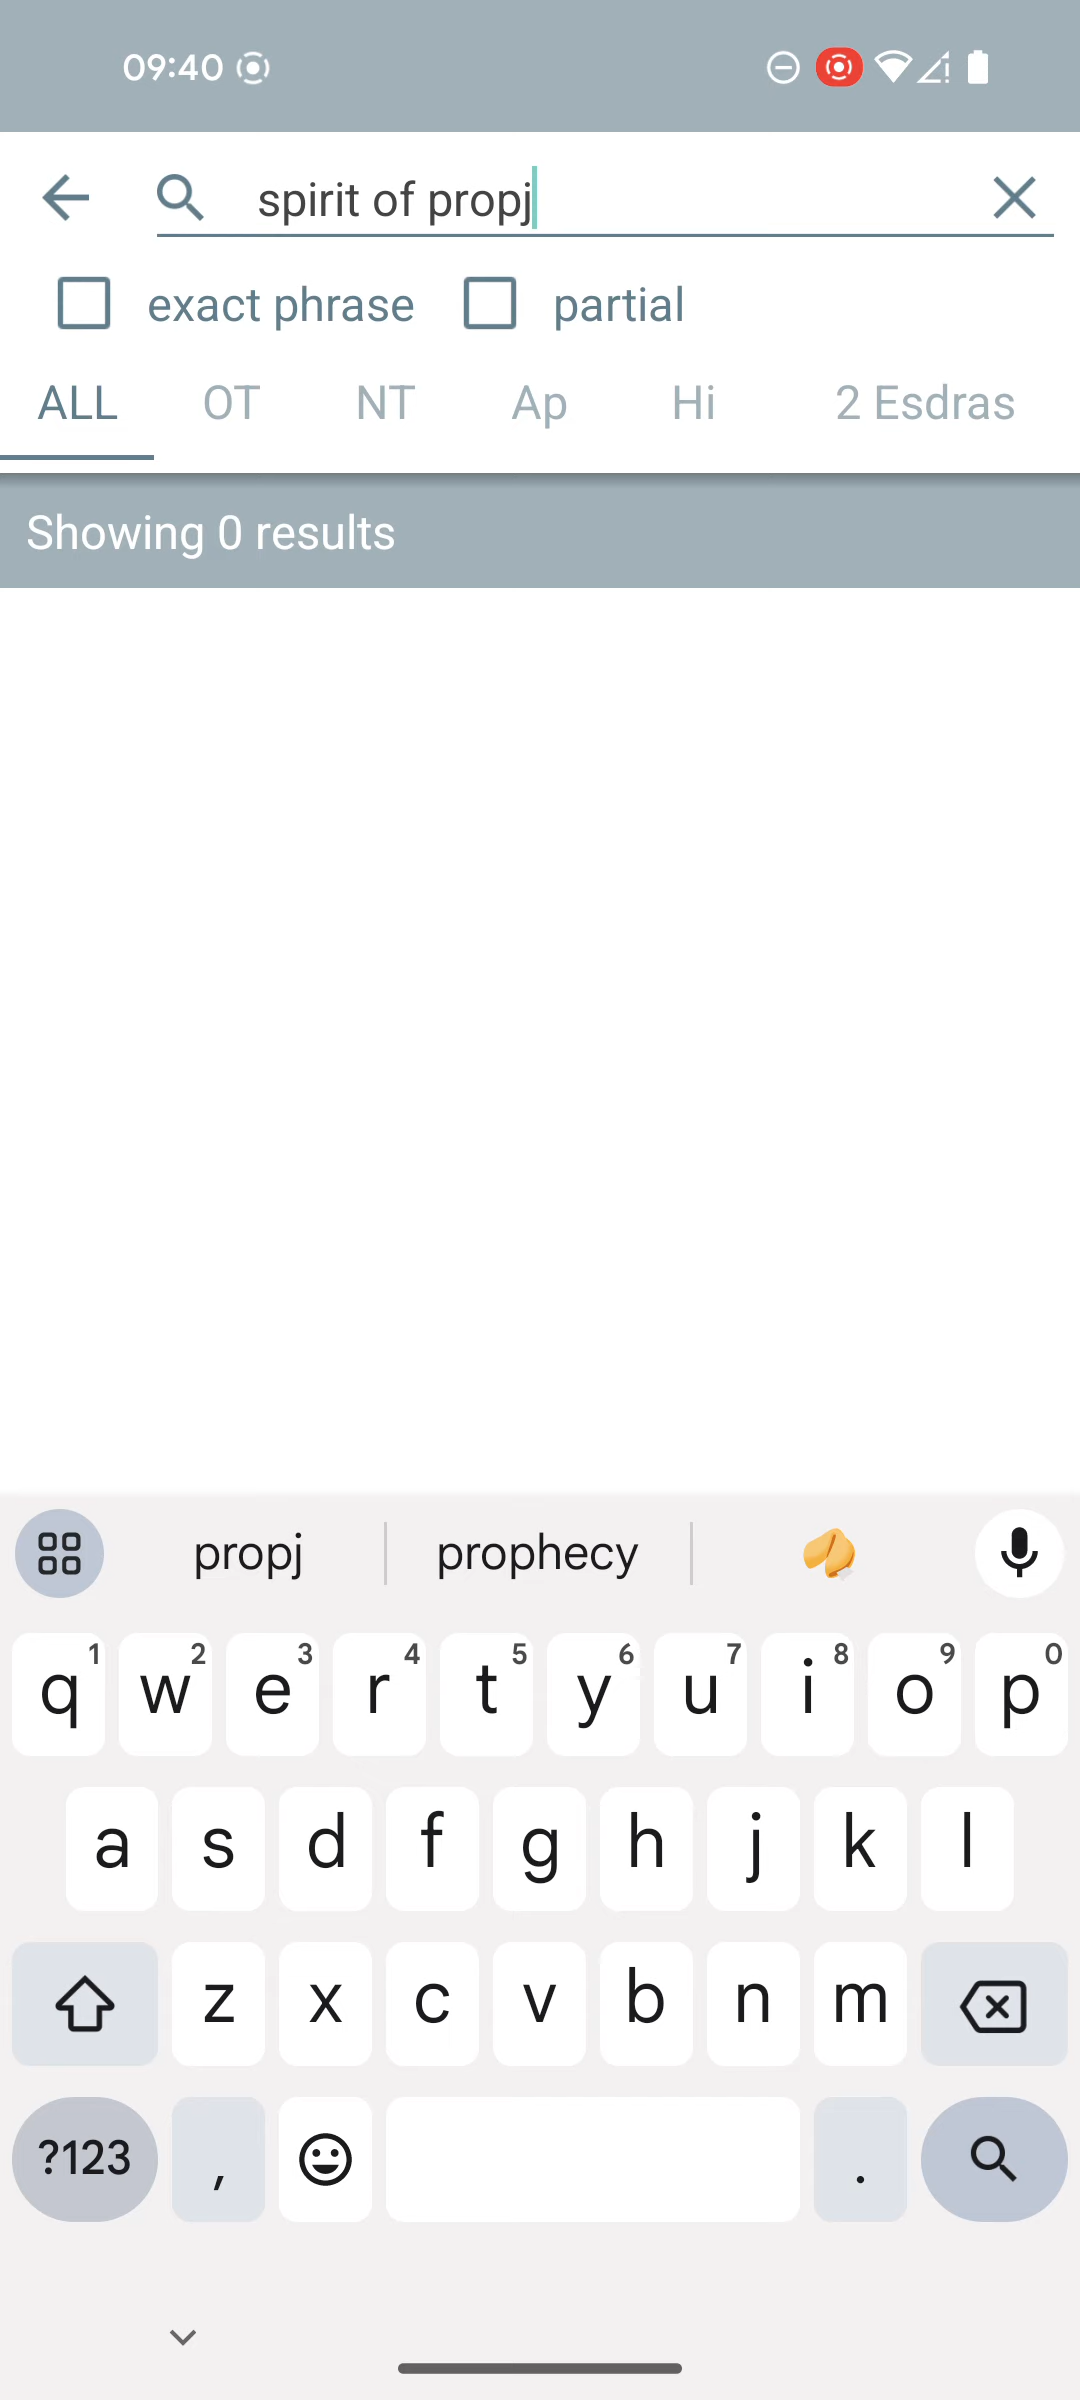 09:40
spirit of propj
exact phrase partial
ALL OT NT Ap Hi 2 Esdras
Showing 0 results
propj prophecy
q1 w2 e3 r4 t5 y6 u7 i8 o9 p0
a s d f g h j k l
z x c v b n m
?123 , .